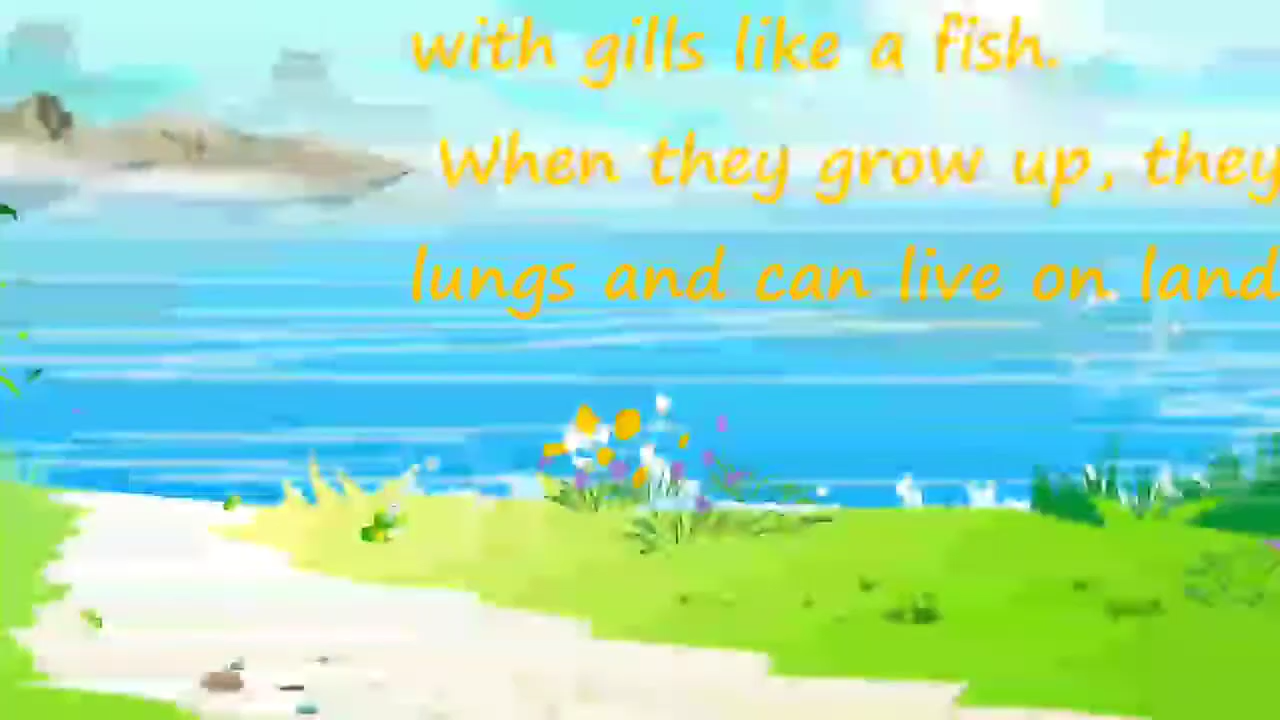 with gills like a fish.
When they grow up, they
lungs and can live on land